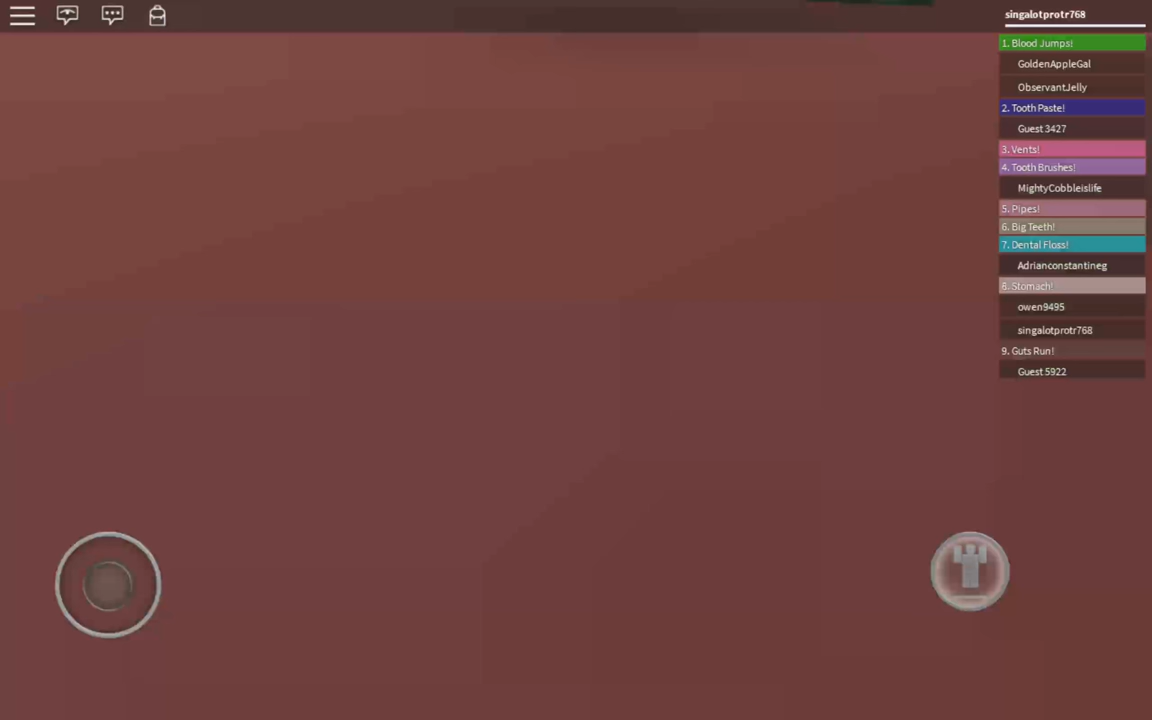 singalotprotr768
1. Blood Jumps!
GoldenAppleGal
ObservantJelly
2. Tooth Paste!
Guest 3427
3. Vents!
4. Tooth Brushes!
MightyCobbleislife
5. Pipes!
6. Big Teeth!
7. Dental Floss!
Adrianconstantineg
8. Stomach!
owen9495
singalotprotr768
9. Guts Run!
Guest 5922